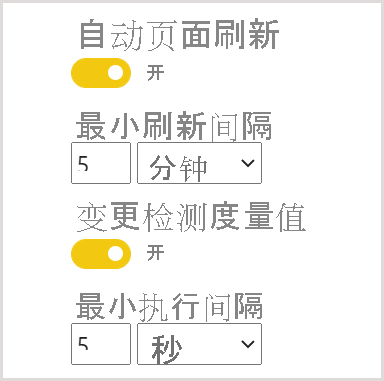 自动页面刷新
开
最小刷新间隔
5 分钟
变更检测度量值
开
最小执行间隔
5 秒